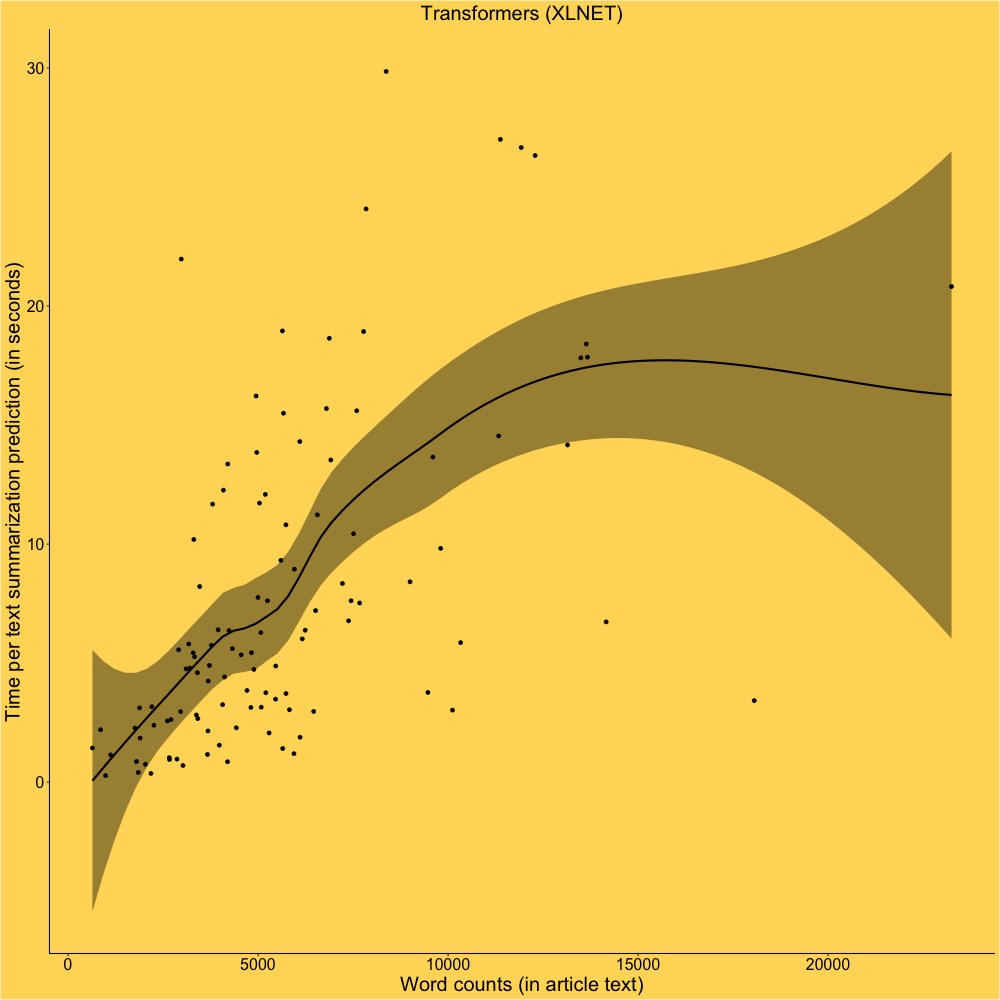 Transformers (XLNET)
Time per text summarization prediction (in seconds)
30
20
10
0
0 5000 10000 15000 20000
Word counts (in article text)